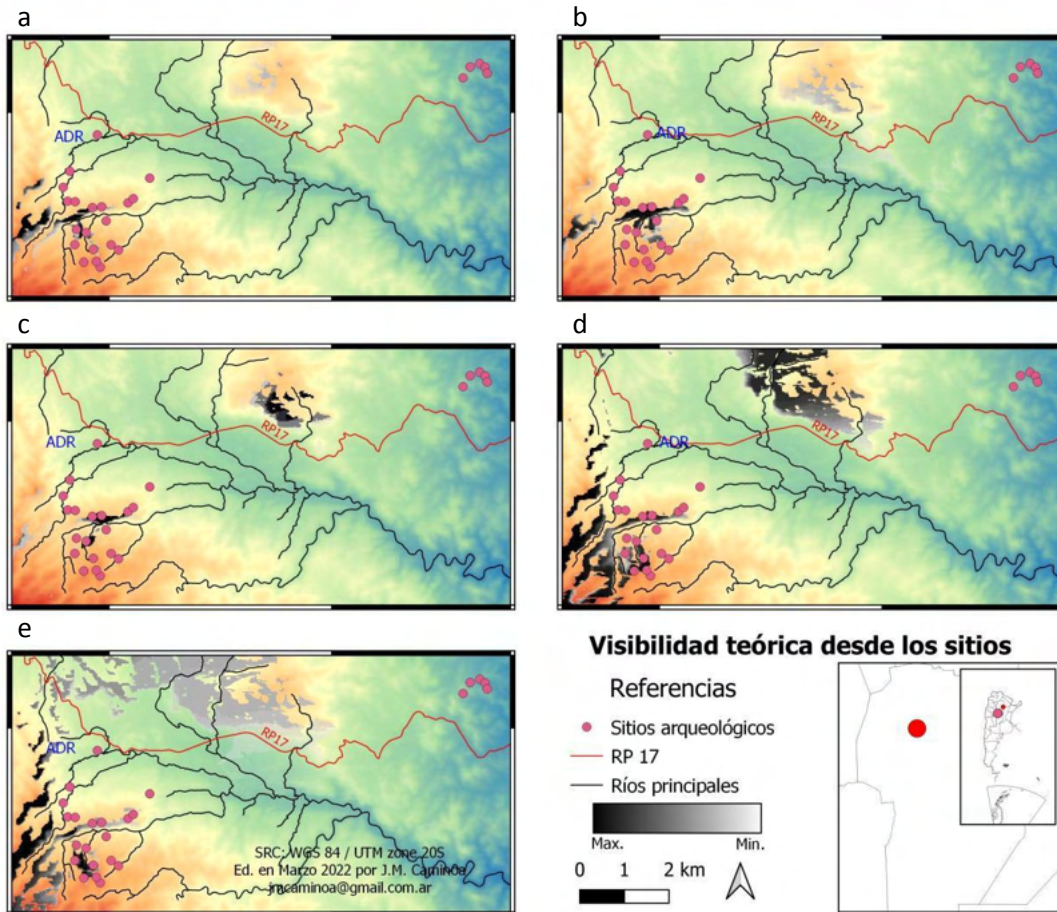 a
b
RP17
ADR
RP17
ADR
c
d
RP17
ADR
RP17
ADR
e
RP17
ADR
SRC: WGS 84 / UTM zone 20S
Ed. en Marzo 2022 por J.M. Caminoa
jmcaminoa@gmail.com.ar
Visibilidad teórica desde los sitios
Referencias
Sitios arqueológicos
RP 17
Ríos principales
Max. Min.
0 1 2 km